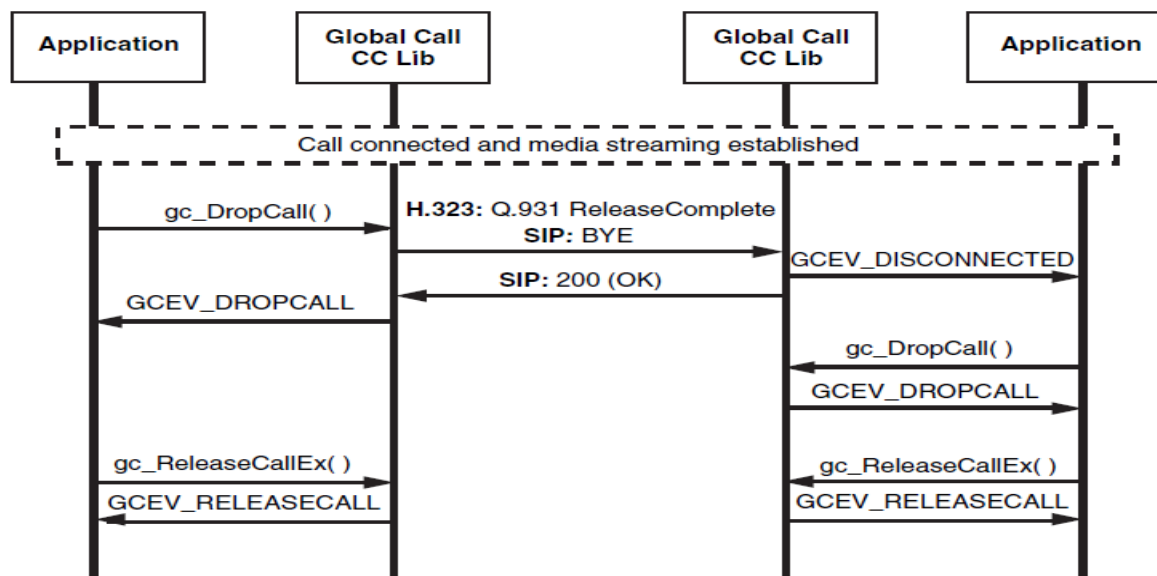 Application
Global Call
CC Lib
Global Call
CC Lib
Application
Call connected and media streaming established
gc_DropCall( )
H.323: Q.931 ReleaseComplete
SIP: BYE
GCEV_DISCONNECTED
SIP: 200 (OK)
GCEV_DROPCALL
gc_DropCall( )
GCEV_DROPCALL
gc_ReleaseCallEx( )
gc_ReleaseCallEx( )
GCEV_RELEASECALL
GCEV_RELEASECALL